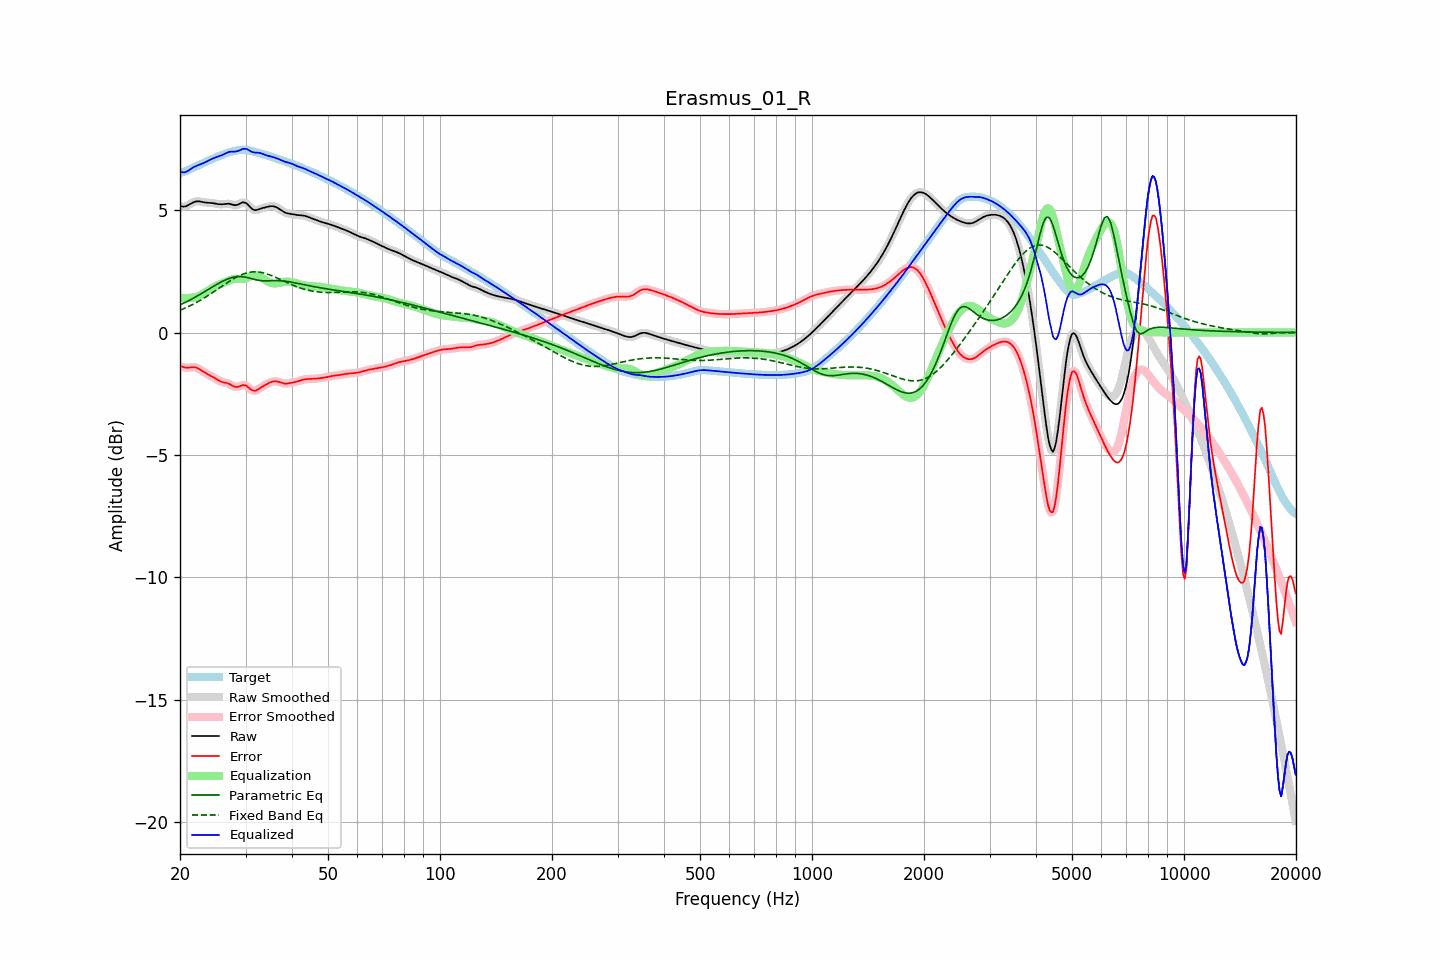 Erasmus_01_R
Amplitude (dBr)
5
0
−5
−10
−15
−20
Target
Raw Smoothed
Error Smoothed
Raw
Error
Equalization
Parametric Eq
Fixed Band Eq
Equalized
20 50 100 200 500 1000 2000 5000 10000 20000
Frequency (Hz)